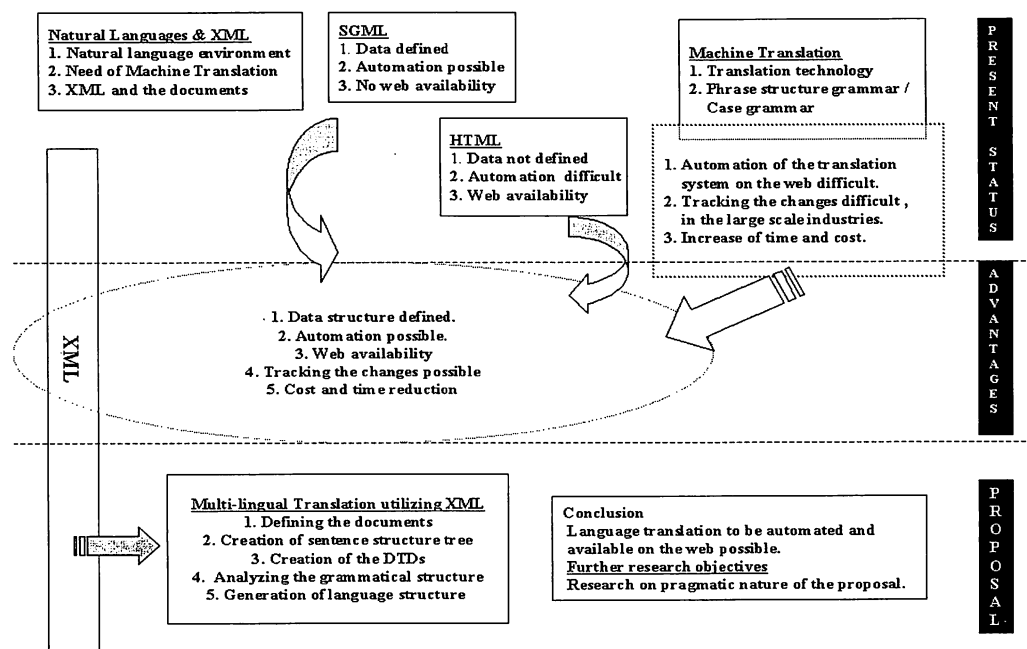 Natural Languages & XML
1. Natural language environment
2. Need of Machine Translation
3. XML and the documents
SGML
1. Data defined
2. Automation possible
3. No web availability
Machine Translation
1. Translation technology
2. Phrase structure grammar /
Case grammar
HTML
1. Data not defined
2. Automation difficult
3. Web availability
1. Automation of the translation
system on the web difficult.
2. Tracking the changes difficult ,
in the large scale industries.
3. Increase of time and cost.
PRESENT STATUS
XML
1. Data structure defined.
2. Automation possible.
3. Web availability
4. Tracking the changes possible
5. Cost and time reduction
ADVANTAGES
Multi-lingual Translation utilizing XML
1. Defining the documents
2. Creation of sentence structure tree
3. Creation of the DTDs
4. Analyzing the grammatical structure
5. Generation of language structure
Conclusion
Language translation to be automated and
available on the web possible.
Further research objectives
Research on pragmatic nature of the proposal.
PROPOSAL